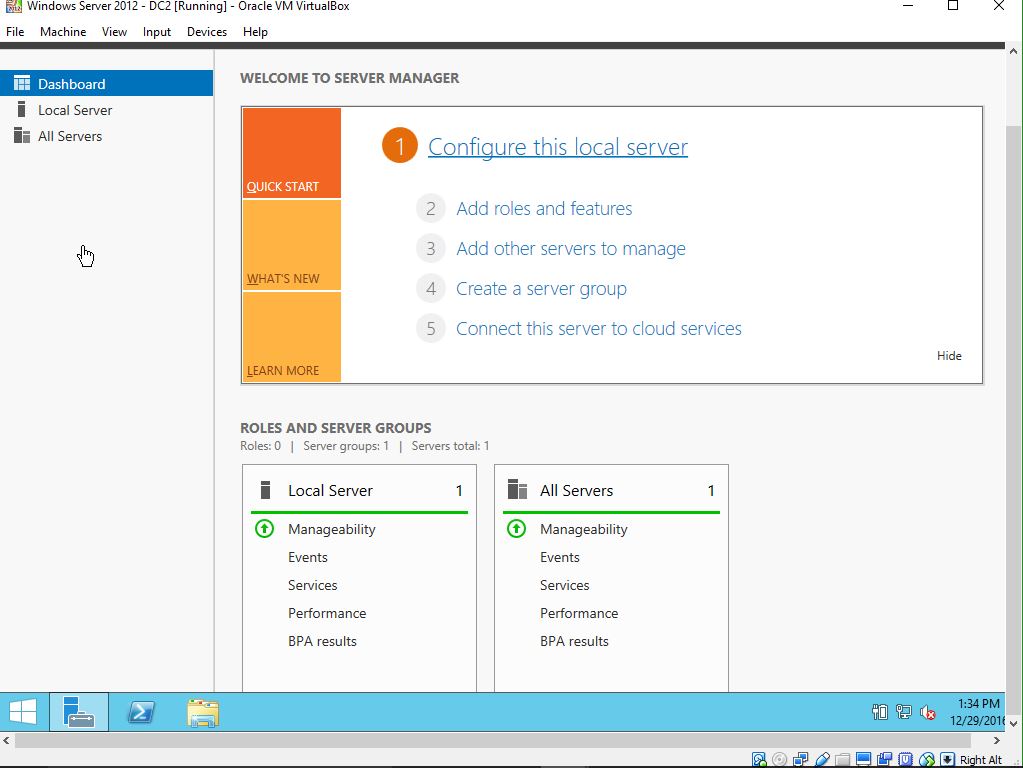 Windows Server 2012 - DC2 [Running] - Oracle VM VirtualBox
File Machine View Input Devices Help
Dashboard
Local Server
All Servers
WELCOME TO SERVER MANAGER
QUICK START
WHAT'S NEW
LEARN MORE
1 Configure this local server
2 Add roles and features
3 Add other servers to manage
4 Create a server group
5 Connect this server to cloud services
Hide
ROLES AND SERVER GROUPS
Roles: 0 | Server groups: 1 | Servers total: 1
Local Server 1
Manageability
Events
Services
Performance
BPA results
All Servers 1
Manageability
Events
Services
Performance
BPA results
1:34 PM
12/29/2016
Right Alt